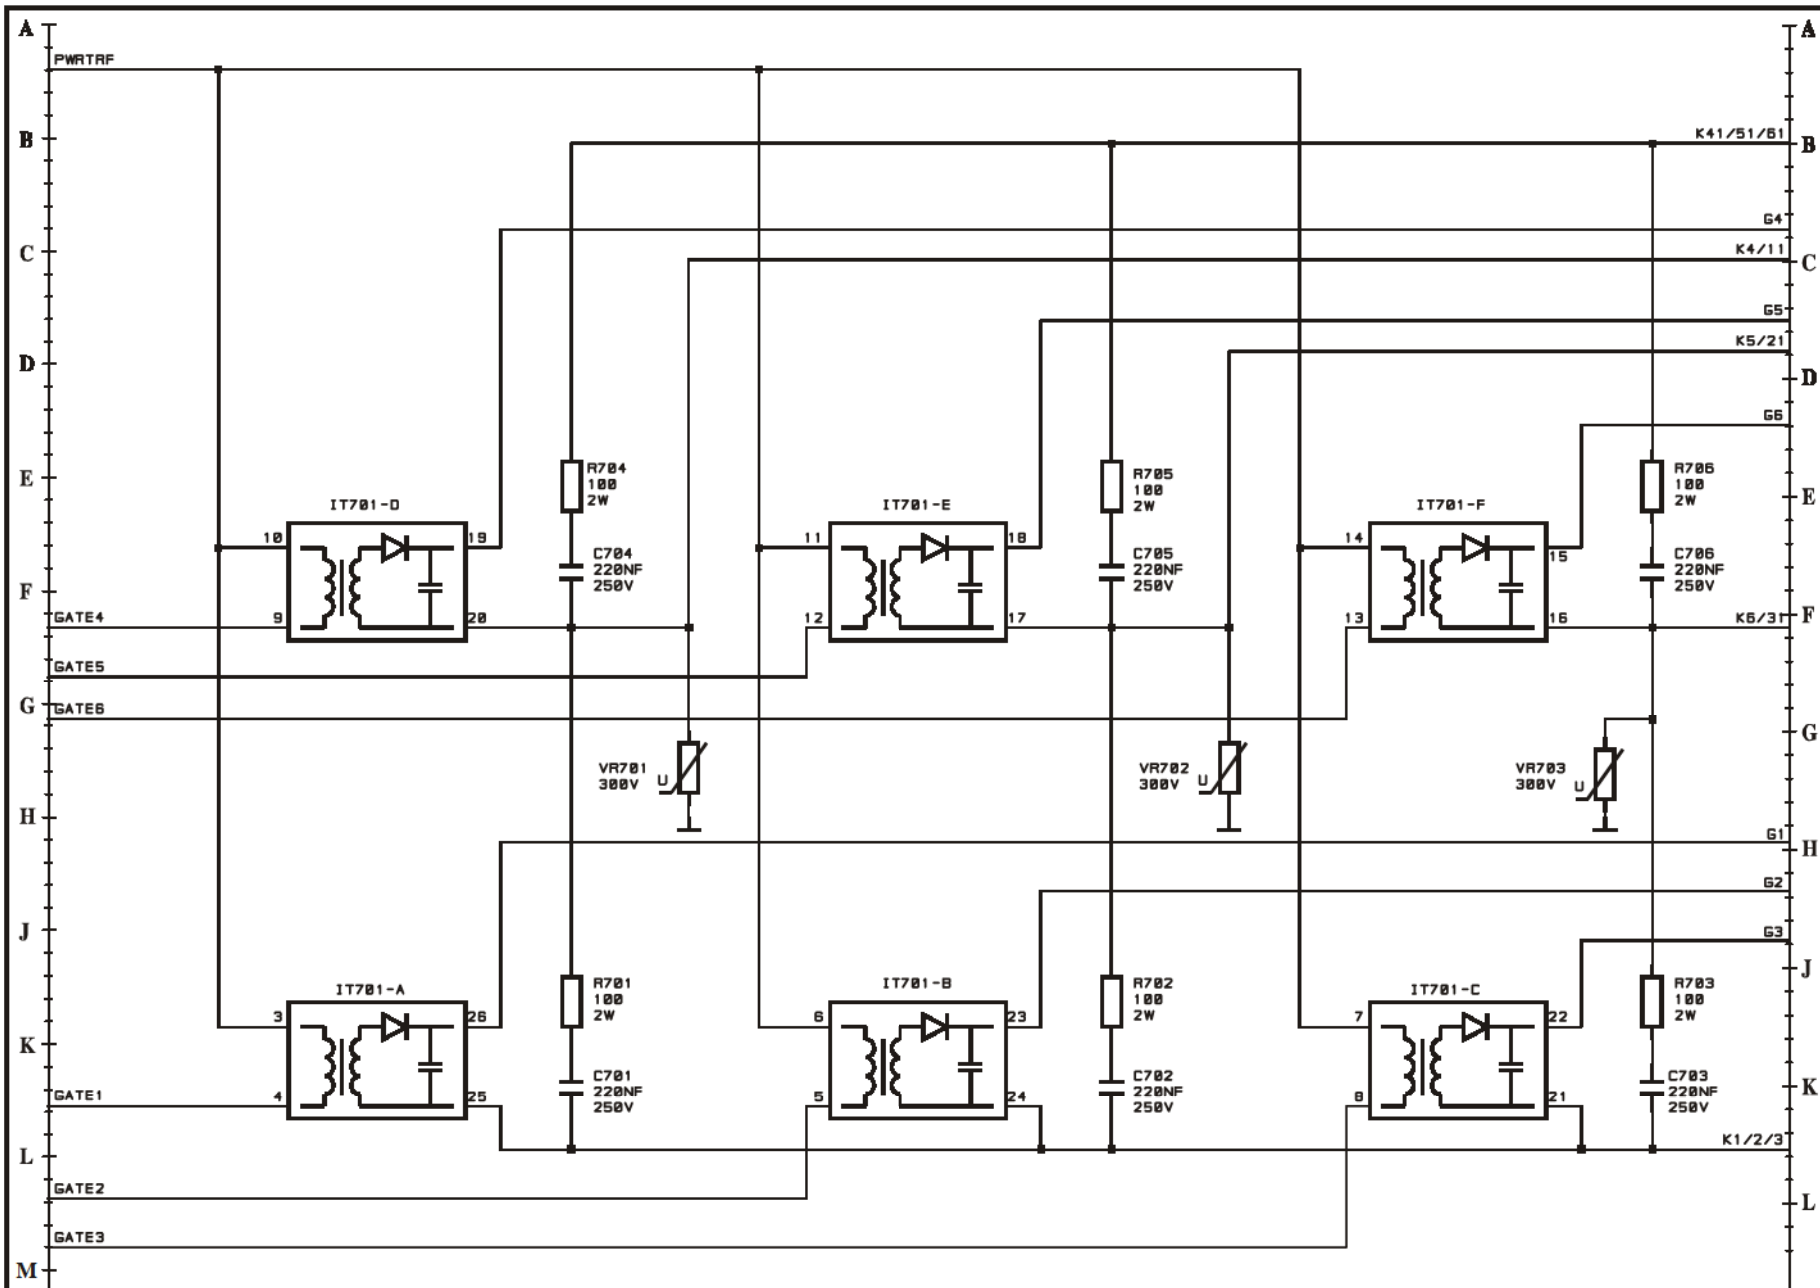 A
A
PWRTRF
B
K41/51/61
B
G4
C
K4/11
C
G5
K5/21
D
D
G6
E
R704
100
2W
R705
100
2W
R706
100
2W
E
IT701-D
IT701-E
IT701-F
10
19
11
18
14
15
C704
220NF
250V
C705
220NF
250V
C706
220NF
250V
F
GATE4
9
20
12
17
13
16
K6/31
F
GATE5
G
GATE6
G
VR701
300V
U
VR702
300V
U
VR703
300V
U
H
G1
H
G2
J
G3
J
IT701-A
R701
100
2W
IT701-B
R702
100
2W
IT701-C
R703
100
2W
3
26
6
23
7
22
K
C701
220NF
250V
C702
220NF
250V
C703
220NF
250V
K
GATE1
4
25
5
24
8
21
L
K1/2/3
GATE2
L
GATE3
M